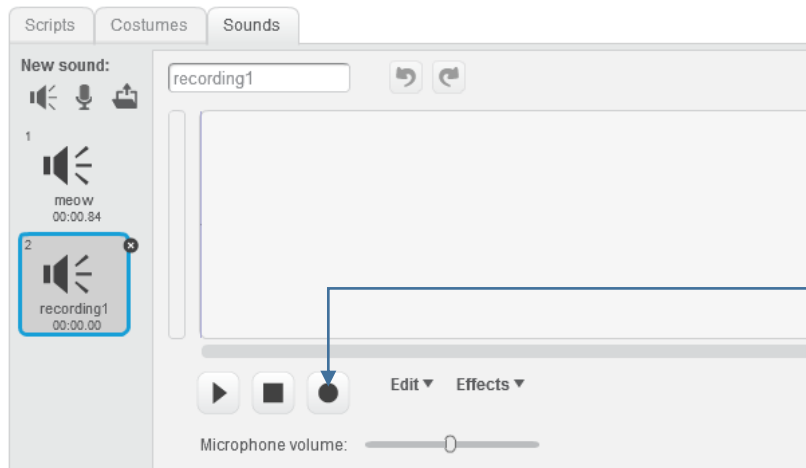 Scripts Costumes Sounds
New sound:
recording1
1
meow
00:00.84
2
recording1
00:00.00
Edit Effects
Microphone volume: